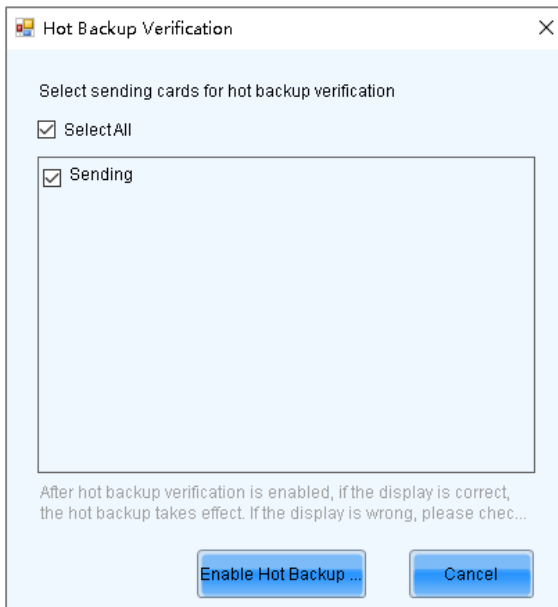 Hot Backup Verification
Select sending cards for hot backup verification
Select All
Sending
After hot backup verification is enabled, if the display is correct,
the hot backup takes effect. If the display is wrong, please chec...
Enable Hot Backup ...
Cancel